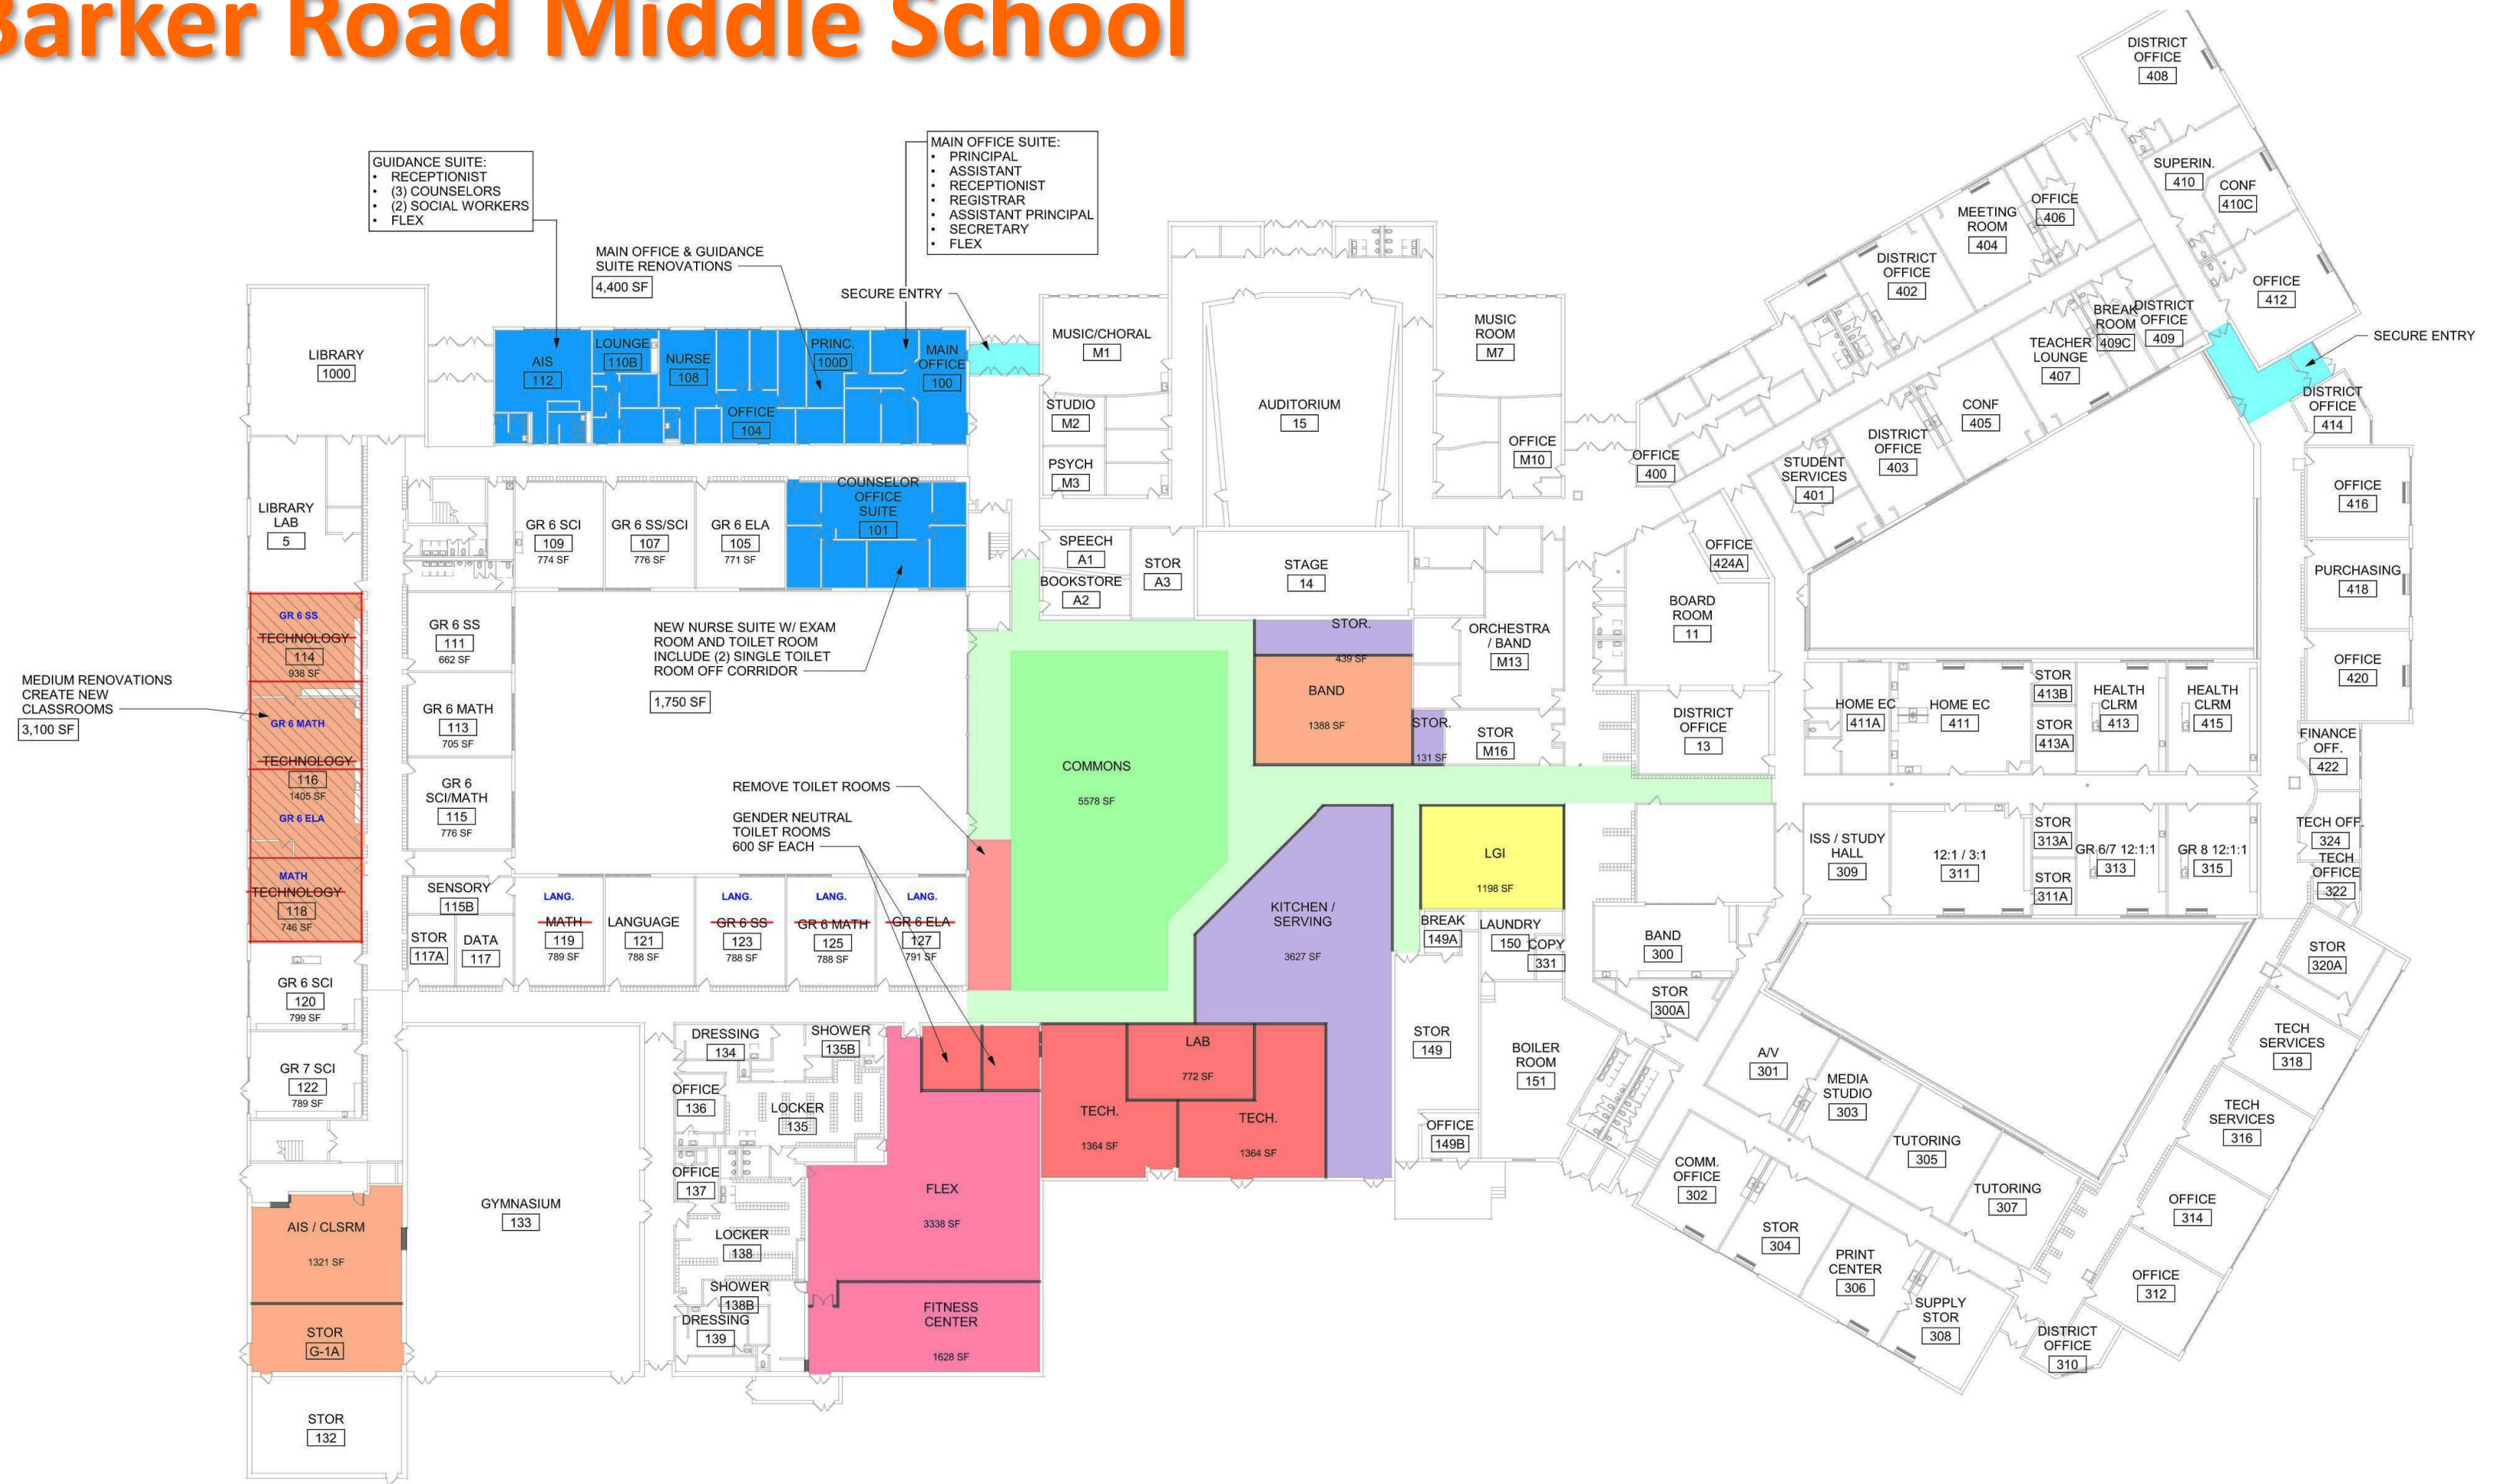 Barker Road Middle School
GUIDANCE SUITE:
• RECEPTIONIST
• (3) COUNSELORS
• (2) SOCIAL WORKERS
• FLEX
MAIN OFFICE SUITE:
• PRINCIPAL
• ASSISTANT
• RECEPTIONIST
• REGISTRAR
• ASSISTANT PRINCIPAL
• SECRETARY
• FLEX
MAIN OFFICE & GUIDANCE
SUITE RENOVATIONS
4,400 SF
SECURE ENTRY
LIBRARY
1000
AIS
112
LOUNGE
110B
NURSE
108
OFFICE
104
PRINC.
100D
MAIN
OFFICE
100
MUSIC/CHORAL
M1
STUDIO
M2
PSYCH
M3
AUDITORIUM
15
MUSIC
ROOM
M7
OFFICE
M10
LIBRARY
LAB
5
GR 6 SCI
109
774 SF
GR 6 SS/SCI
107
776 SF
GR 6 ELA
105
771 SF
COUNSELOR
OFFICE
SUITE
101
SPEECH
A1
BOOKSTORE
A2
STOR
A3
STAGE
14
GR 6 SS
TECHNOLOGY
114
938 SF
GR 6 MATH
TECHNOLOGY
116
1405 SF
GR 6 ELA
MATH
TECHNOLOGY
118
746 SF
MEDIUM RENOVATIONS
CREATE NEW
CLASSROOMS
3,100 SF
GR 6 SS
111
662 SF
GR 6 MATH
113
705 SF
GR 6
SCI/MATH
115
776 SF
NEW NURSE SUITE W/ EXAM
ROOM AND TOILET ROOM
INCLUDE (2) SINGLE TOILET
ROOM OFF CORRIDOR
1,750 SF
REMOVE TOILET ROOMS
GENDER NEUTRAL
TOILET ROOMS
600 SF EACH
COMMONS
5578 SF
STOR.
439 SF
BAND
1388 SF
STOR.
131 SF
ORCHESTRA
/ BAND
M13
STOR
M16
SENSORY
115B
STOR
117A
DATA
117
LANG.
MATH
119
789 SF
LANGUAGE
121
788 SF
LANG.
GR 6 SS
123
788 SF
LANG.
GR 6 MATH
125
788 SF
LANG.
GR 6 ELA
127
791 SF
KITCHEN /
SERVING
3627 SF
LGI
1198 SF
BREAK
149A
LAUNDRY
150
COPY
331
STOR
149
OFFICE
149B
BOILER
ROOM
151
GR 6 SCI
120
799 SF
GR 7 SCI
122
789 SF
AIS / CLSRM
1321 SF
STOR
G-1A
STOR
132
GYMNASIUM
133
DRESSING
134
SHOWER
135B
OFFICE
136
LOCKER
135
OFFICE
137
LOCKER
138
SHOWER
138B
DRESSING
139
FLEX
3338 SF
FITNESS
CENTER
1628 SF
TECH.
1364 SF
LAB
772 SF
TECH.
1364 SF
DISTRICT
OFFICE
408
SUPERIN.
410
CONF
410C
OFFICE
412
OFFICE
406
MEETING
ROOM
404
DISTRICT
OFFICE
402
BREAK
ROOM
409C
DISTRICT
OFFICE
409
TEACHER
LOUNGE
407
SECURE ENTRY
CONF
405
DISTRICT
OFFICE
403
STUDENT
SERVICES
401
OFFICE
400
DISTRICT
OFFICE
414
OFFICE
416
PURCHASING
418
OFFICE
420
FINANCE
OFF.
422
OFFICE
424A
BOARD
ROOM
11
DISTRICT
OFFICE
13
HOME EC
411A
HOME EC
411
STOR
413B
STOR
413A
HEALTH
CLRM
413
HEALTH
CLRM
415
ISS / STUDY
HALL
309
12:1 / 3:1
311
STOR
313A
STOR
311A
GR 6/7 12:1:1
313
GR 8 12:1:1
315
TECH OFF.
324
TECH
OFFICE
322
BAND
300
STOR
300A
STOR
320A
A/V
301
MEDIA
STUDIO
303
TUTORING
305
TUTORING
307
TECH
SERVICES
318
TECH
SERVICES
316
OFFICE
314
OFFICE
312
COMM.
OFFICE
302
STOR
304
PRINT
CENTER
306
SUPPLY
STOR
308
DISTRICT
OFFICE
310